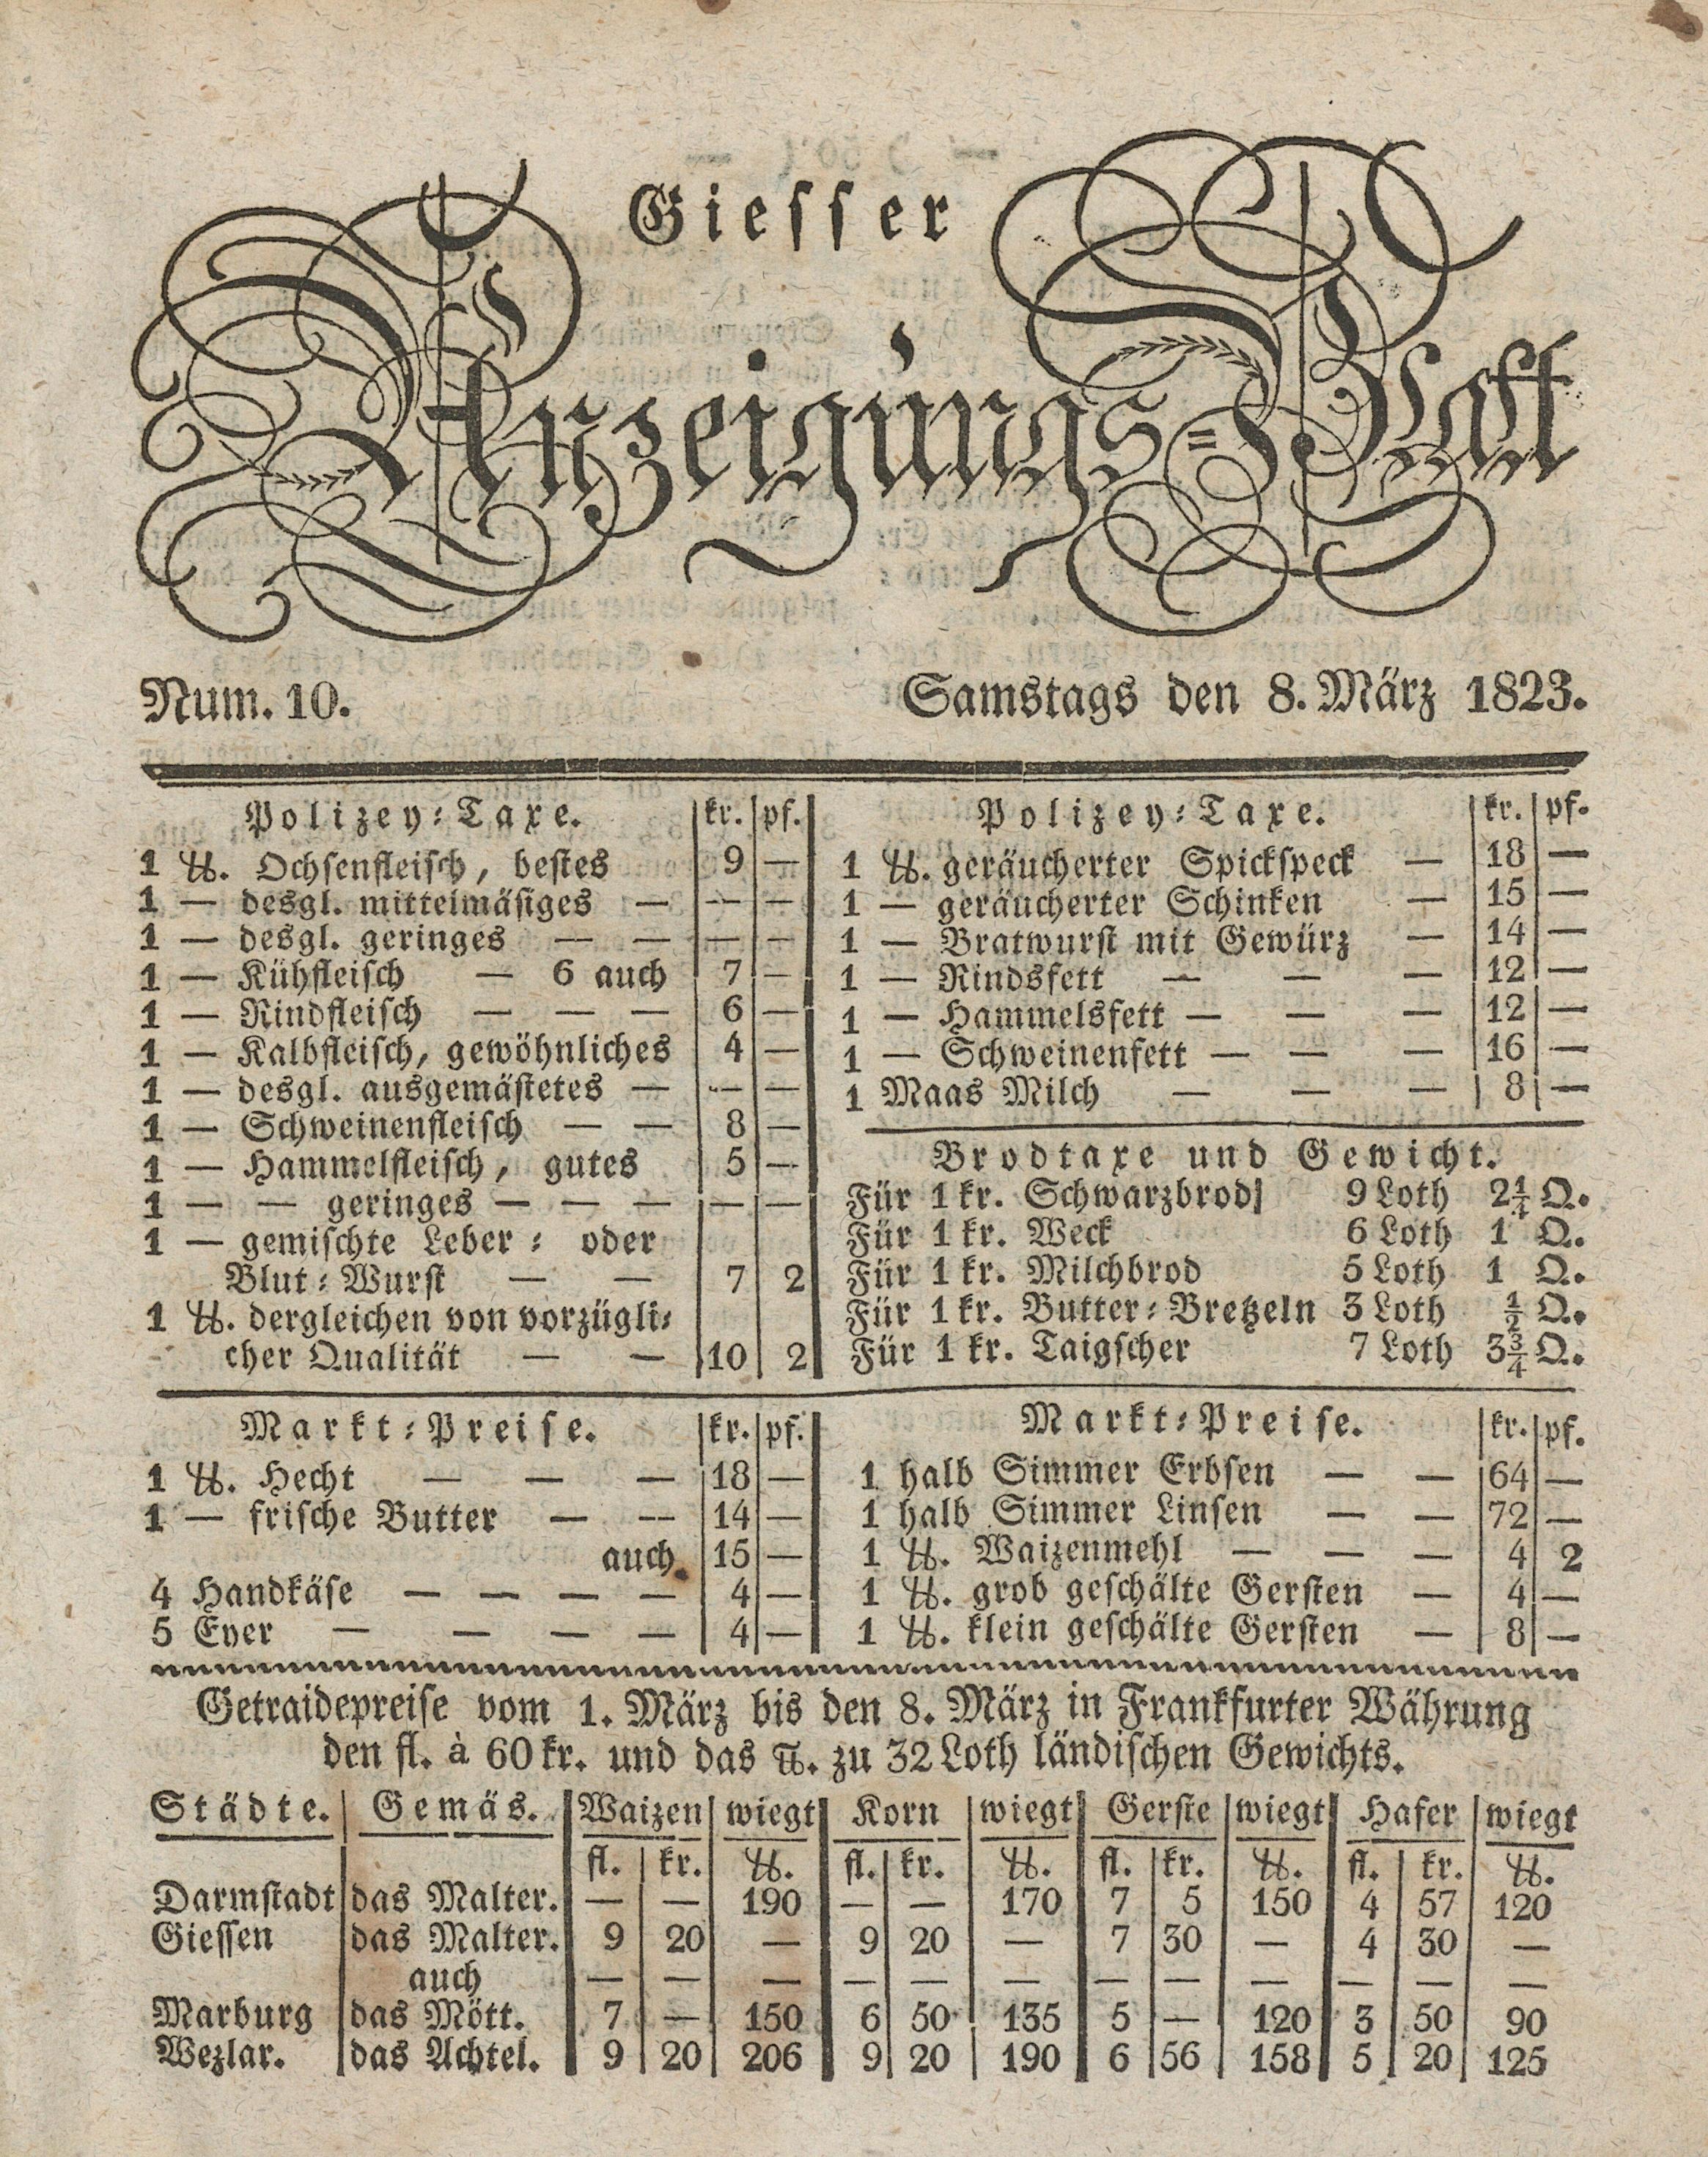 Giesser
Anzeigungs-Blatt
Num. 10.
Samstags den 8. März 1823.
Polizey-Taxe. kr. pf.
1 ℔. Ochsenfleisch, bestes 9 —
1 — desgl. mittelmäsiges — — —
1 — desgl. geringes — — — —
1 — Kühfleisch — 6 auch 7 —
1 — Rindfleisch — — — 6 —
1 — Kalbfleisch, gewöhnliches 4 —
1 — desgl. ausgemästetes — — —
1 — Schweinenfleisch — — 8 —
1 — Hammelfleisch, gutes 5 —
1 — — geringes — — — — —
1 — gemischte Leber- oder
Blut-Wurst — — 7 2
1 ℔. dergleichen von vorzügli-
cher Qualität — — 10 2
Polizey-Taxe. kr. pf.
1 ℔. geräucherter Spickspeck — 18 —
1 — geräucherter Schinken — 15 —
1 — Bratwurst mit Gewürz — 14 —
1 — Rindsfett — — — 12 —
1 — Hammelsfett — — — 12 —
1 — Schweinenfett — — — 16 —
1 Maas Milch — — — 8 —
Brodtaxe und Gewicht.
Für 1 kr. Schwarzbrod 9 Loth 2¼ Q.
Für 1 kr. Weck 6 Loth 1 Q.
Für 1 kr. Milchbrod 5 Loth 1 Q.
Für 1 kr. Butter-Bretzeln 3 Loth ½ Q.
Für 1 kr. Taigscher 7 Loth 3¾ Q.
Markt-Preise. kr. pf.
1 ℔. Hecht — — — 18 —
1 — frische Butter — — 14 —
auch 15 —
4 Handkäse — — — — 4 —
5 Eyer — — — — 4 —
Markt-Preise. kr. pf.
1 halb Simmer Erbsen — — 64 —
1 halb Simmer Linsen — — 72 —
1 ℔. Waizenmehl — — — 4 2
1 ℔. grob geschälte Gersten — 4 —
1 ℔. klein geschälte Gersten — 8 —
Getraidepreise vom 1. März bis den 8. März in Frankfurter Währung
den fl. à 60 kr. und das ℔. zu 32 Loth ländischen Gewichts.
Städte. Gemäs. Waizen wiegt Korn wiegt Gerste wiegt Hafer wiegt
fl. kr. ℔. fl. kr. ℔. fl. kr. ℔. fl. kr. ℔.
Darmstadt das Malter. — — 190 — — 170 7 5 150 4 57 120
Giessen das Malter. 9 20 — 9 20 — 7 30 — 4 30 —
auch — — — — — — — — — — — —
Marburg das Mött. 7 — 150 6 50 135 5 — 120 3 50 90
Wezlar. das Achtel. 9 20 206 9 20 190 6 56 158 5 20 125